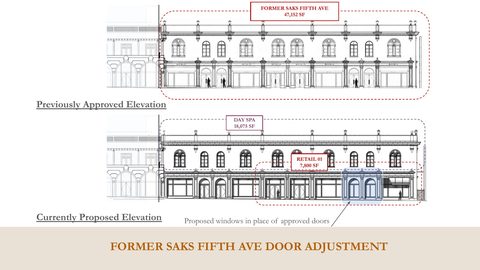 FORMER SAKS FIFTH AVE
47,152 SF
Previously Approved Elevation
DAY SPA
18,075 SF
RETAIL 01
7,800 SF
Currently Proposed Elevation
Proposed windows in place of approved doors
FORMER SAKS FIFTH AVE DOOR ADJUSTMENT